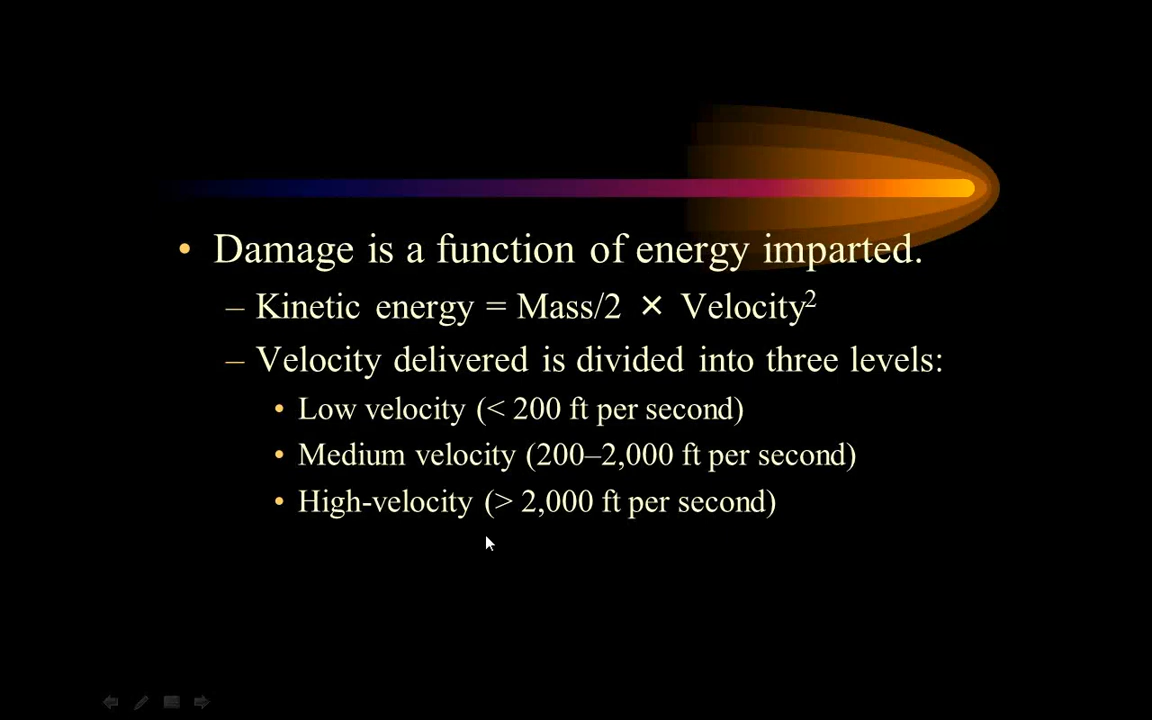 • Damage is a function of energy imparted.
– Kinetic energy = Mass/2 × Velocity²
– Velocity delivered is divided into three levels:
• Low velocity (< 200 ft per second)
• Medium velocity (200–2,000 ft per second)
• High-velocity (> 2,000 ft per second)